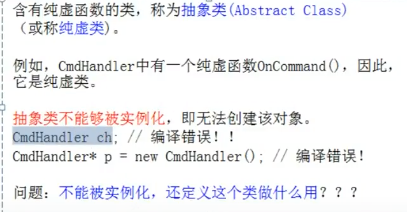 含有纯虚函数的类，称为抽象类(Abstract Class)
（或称纯虚类)。
例如，CmdHandler中有一个纯虚函数OnCommand()，因此，
它是纯虚类。
抽象类不能够被实例化，即无法创建该对象。
CmdHandler ch; // 编译错误！！
CmdHandler* p = new CmdHandler(); // 编译错误！
问题：不能被实例化，还定义这个类做什么用？？？